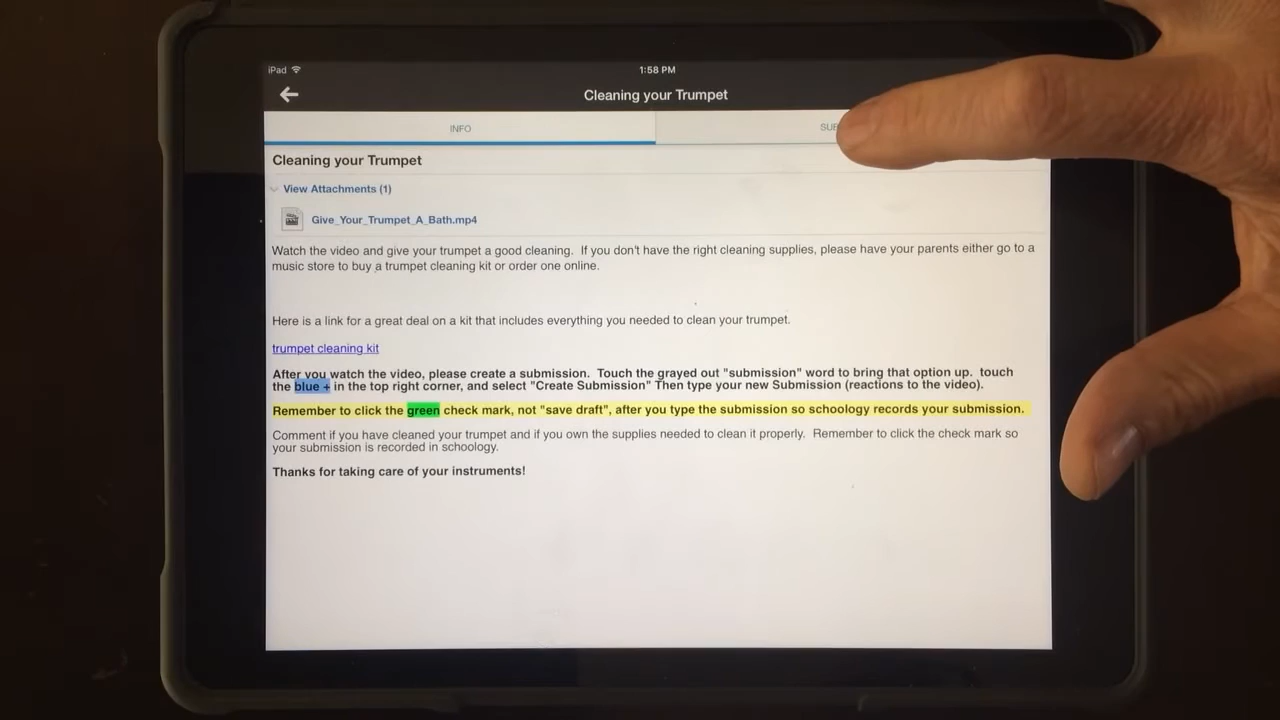 iPad 1:58 PM
Cleaning your Trumpet
INFO
Cleaning your Trumpet
View Attachments (1)
Give_Your_Trumpet_A_Bath.mp4
Watch the video and give your trumpet a good cleaning.  If you don't have the right cleaning supplies, please have your parents either go to a
music store to buy a trumpet cleaning kit or order one online.
Here is a link for a great deal on a kit that includes everything you needed to clean your trumpet.
trumpet cleaning kit
After you watch the video, please create a submission.  Touch the grayed out "submission" word to bring that option up.  touch
the blue + in the top right corner, and select "Create Submission" Then type your new Submission (reactions to the video).
Remember to click the green check mark, not "save draft", after you type the submission so schoology records your submission.
Comment if you have cleaned your trumpet and if you own the supplies needed to clean it properly.  Remember to click the check mark so
your submission is recorded in schoology.
Thanks for taking care of your instruments!